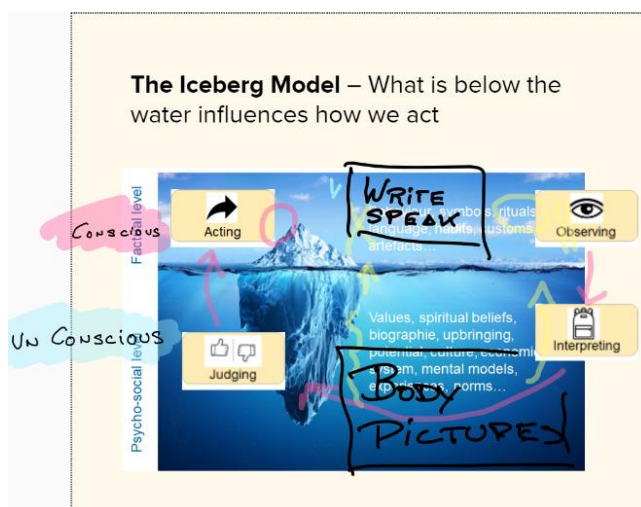 The Iceberg Model – What is below the
water influences how we act
Factual level
Psycho-social level
CONSCIOUS
UN CONSCIOUS
Acting
Judging
WRITE
SPEAK
symbols, rituals
language, habits, customs
artefacts...
Observing
Interpreting
Values, spiritual beliefs,
biographie, upbringing,
potential, culture, economic
system, mental models,
experiences, norms...
BODY
PICTURES